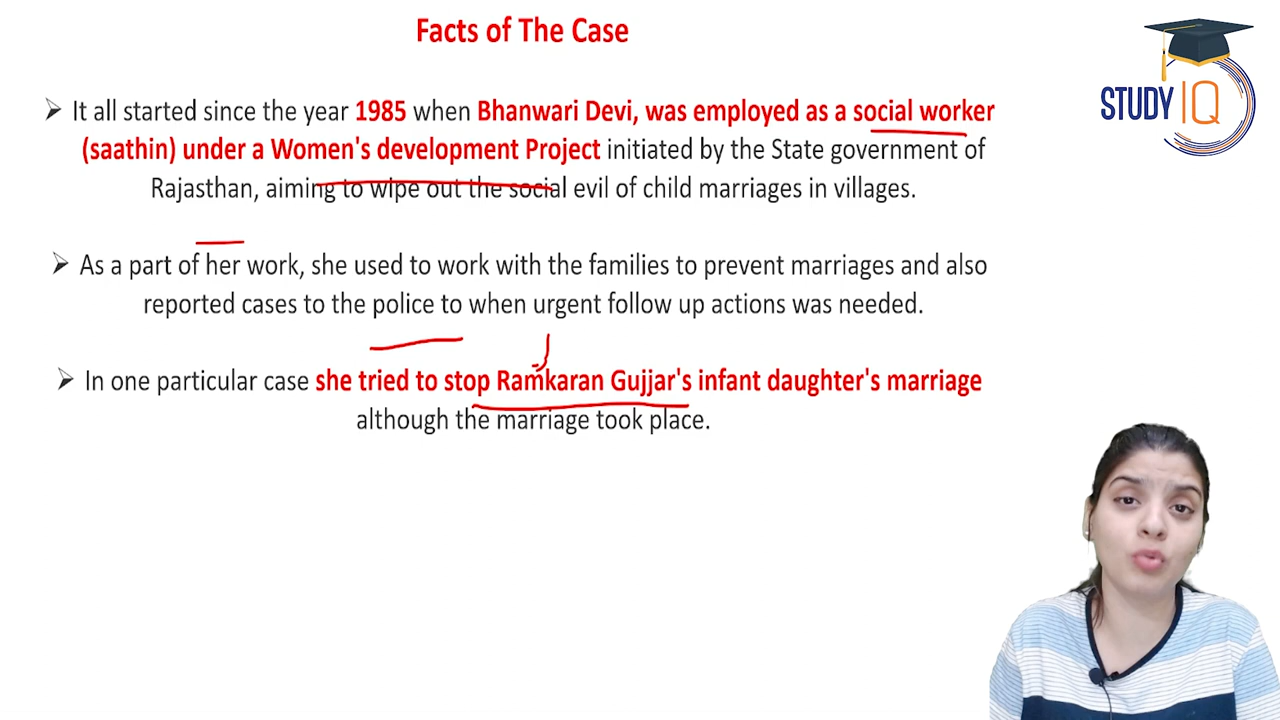 Facts of The Case
STUDY IQ
➢ It all started since the year 1985 when Bhanwari Devi, was employed as a social worker
(saathin) under a Women's development Project initiated by the State government of
Rajasthan, aiming to wipe out the social evil of child marriages in villages.
➢ As a part of her work, she used to work with the families to prevent marriages and also
reported cases to the police to when urgent follow up actions was needed.
➢ In one particular case she tried to stop Ramkaran Gujjar's infant daughter's marriage
although the marriage took place.